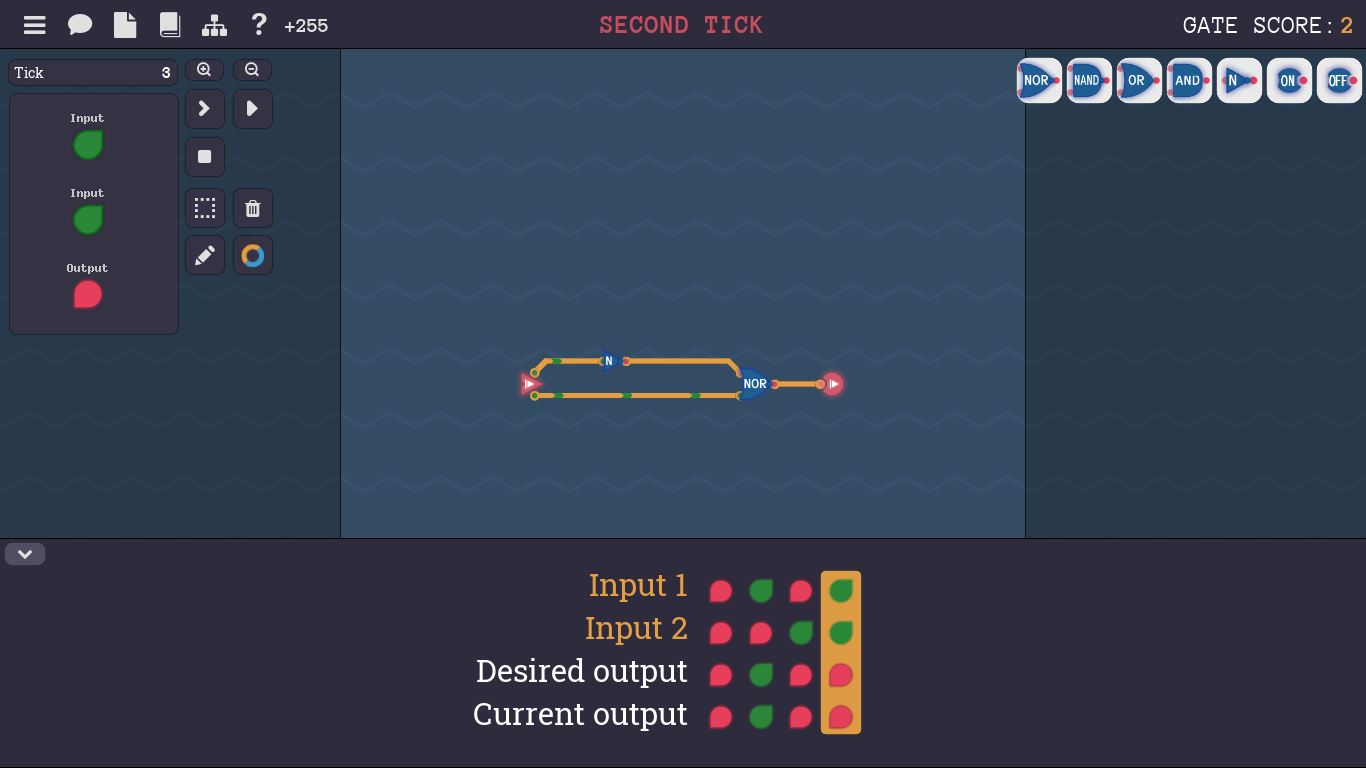 +255
SECOND TICK
GATE SCORE: 2
Tick 3
Input
Input
Output
NOR NAND OR AND N ON OFF
N
NOR
Input 1
Input 2
Desired output
Current output